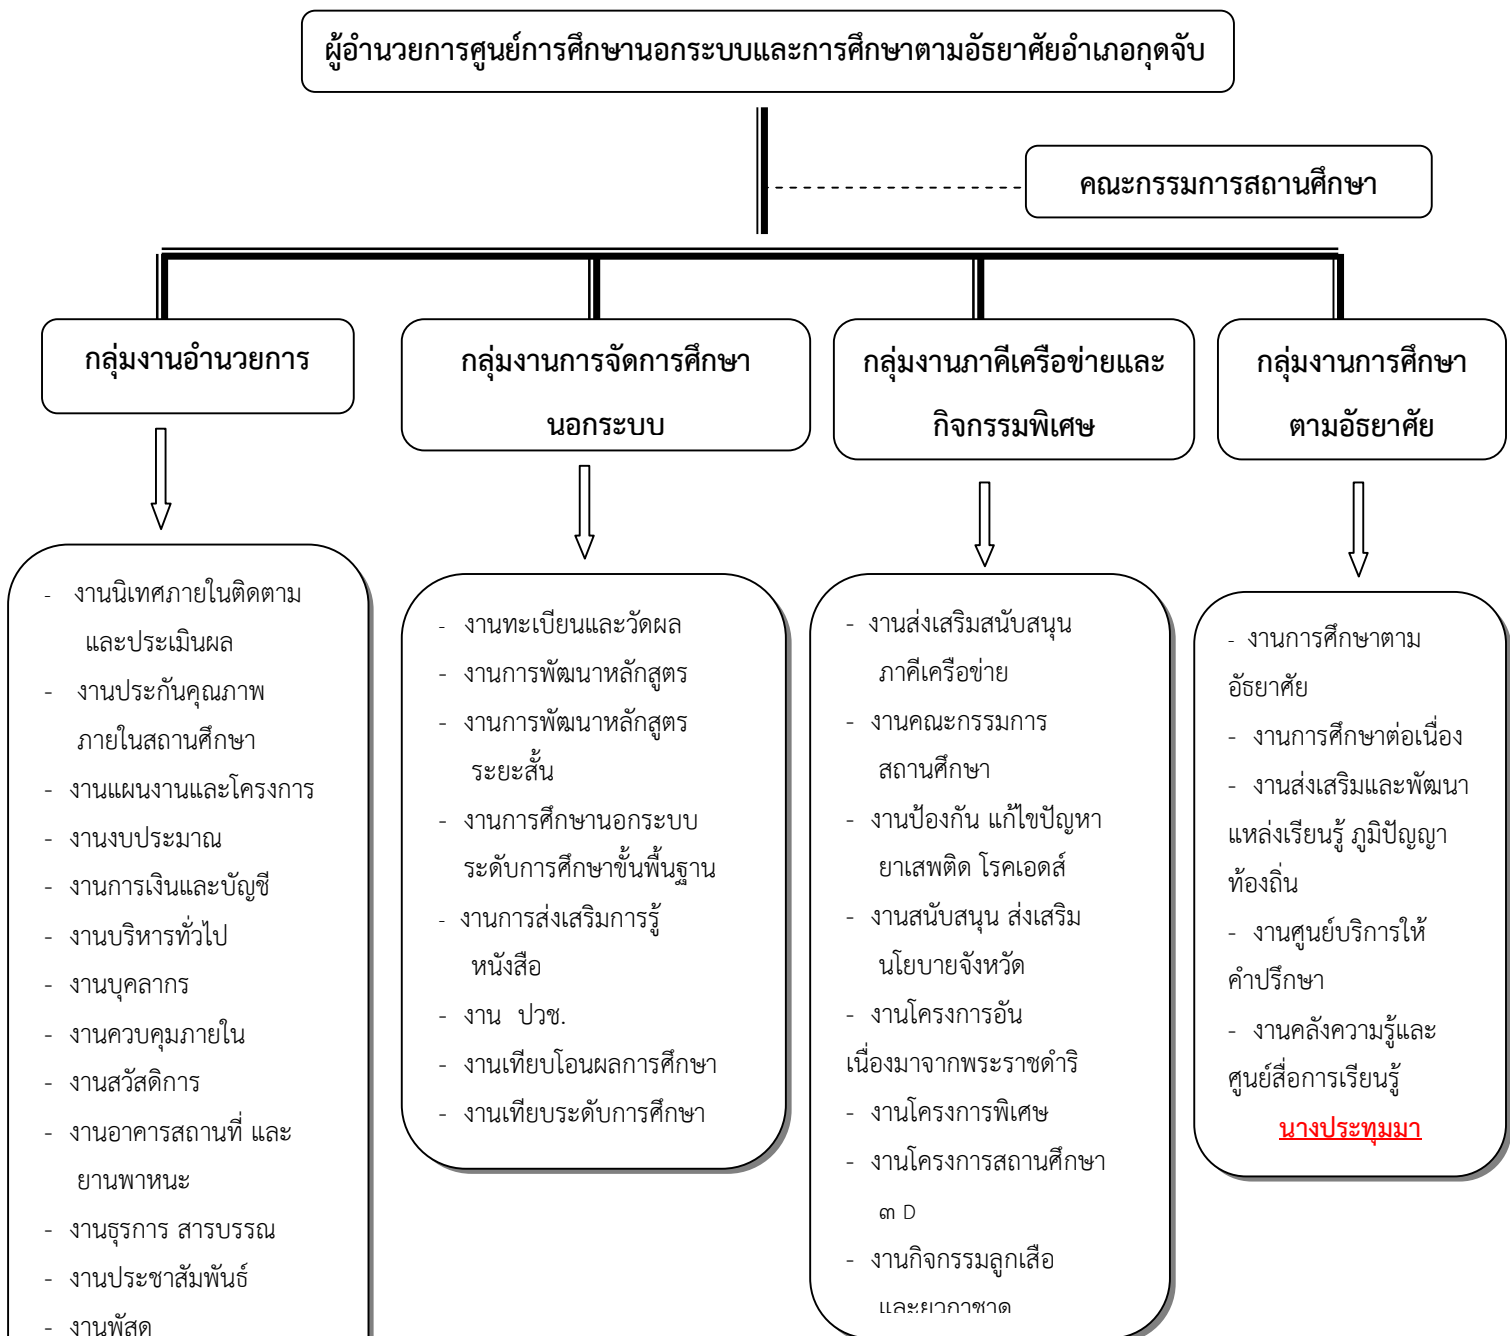 ผู้อำนวยการศูนย์การศึกษานอกระบบและการศึกษาตามอัธยาศัยอำเภอกุดจับ
คณะกรรมการสถานศึกษา
กลุ่มงานอำนวยการ
กลุ่มงานการจัดการศึกษา
นอกระบบ
กลุ่มงานภาคีเครือข่ายและ
กิจกรรมพิเศษ
กลุ่มงานการศึกษา
ตามอัธยาศัย
- งานนิเทศภายในติดตาม
และประเมินผล
- งานประกันคุณภาพ
ภายในสถานศึกษา
- งานแผนงานและโครงการ
- งานงบประมาณ
- งานการเงินและบัญชี
- งานบริหารทั่วไป
- งานบุคลากร
- งานควบคุมภายใน
- งานสวัสดิการ
- งานอาคารสถานที่ และ
ยานพาหนะ
- งานธุรการ สารบรรณ
- งานประชาสัมพันธ์
- งานพัสดุ
- งานทะเบียนและวัดผล
- งานการพัฒนาหลักสูตร
- งานการพัฒนาหลักสูตร
ระยะสั้น
- งานการศึกษานอกระบบ
ระดับการศึกษาขั้นพื้นฐาน
- งานการส่งเสริมการรู้
หนังสือ
- งาน ปวช.
- งานเทียบโอนผลการศึกษา
- งานเทียบระดับการศึกษา
- งานส่งเสริมสนับสนุน
ภาคีเครือข่าย
- งานคณะกรรมการ
สถานศึกษา
- งานป้องกัน แก้ไขปัญหา
ยาเสพติด โรคเอดส์
- งานสนับสนุน ส่งเสริม
นโยบายจังหวัด
- งานโครงการอัน
เนื่องมาจากพระราชดำริ
- งานโครงการพิเศษ
- งานโครงการสถานศึกษา
๓ D
- งานกิจกรรมลูกเสือ
และยุวกาชาด
- งานการศึกษาตาม
อัธยาศัย
- งานการศึกษาต่อเนื่อง
- งานส่งเสริมและพัฒนา
แหล่งเรียนรู้ ภูมิปัญญา
ท้องถิ่น
- งานศูนย์บริการให้
คำปรึกษา
- งานคลังความรู้และ
ศูนย์สื่อการเรียนรู้
นางประทุมมา